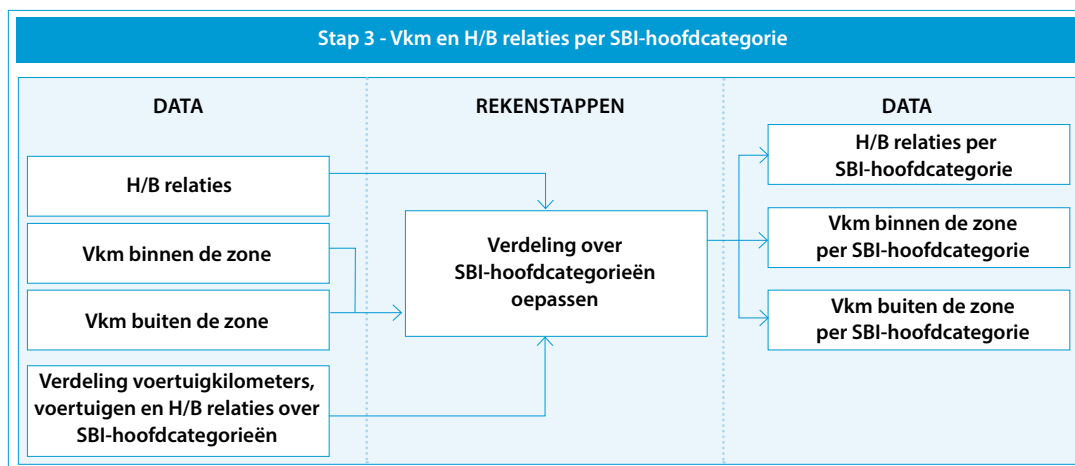 Stap 3 - Vkm en H/B relaties per SBI-hoofdcategorie
DATA
H/B relaties
Vkm binnen de zone
Vkm buiten de zone
Verdeling voertuigkilometers,
voertuigen en H/B relaties over
SBI-hoofdcategorieën
REKENSTAPPEN
Verdeling over
SBI-hoofdcategorieën
oepassen
DATA
H/B relaties per
SBI-hoofdcategorie
Vkm binnen de zone
per SBI-hoofdcategorie
Vkm buiten de zone
per SBI-hoofdcategorie